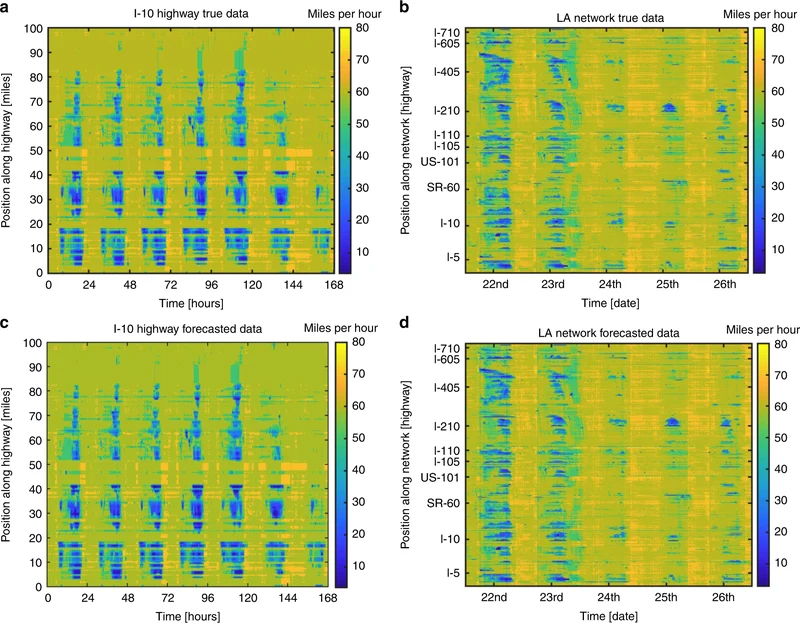 a
I-10 highway true data
Miles per hour
100
90
80
70
60
50
40
30
20
10
0
Position along highway [miles]
0 24 48 72 96 120 144 168
Time [hours]
80
70
60
50
40
30
20
10
b
LA network true data
Miles per hour
I-710
I-605
I-405
I-210
I-110
I-105
US-101
SR-60
I-10
I-5
Position along network [highway]
22nd 23rd 24th 25th 26th
Time [date]
80
70
60
50
40
30
20
10
c
I-10 highway forecasted data
Miles per hour
100
90
80
70
60
50
40
30
20
10
0
Position along highway [miles]
0 24 48 72 96 120 144 168
Time [hours]
80
70
60
50
40
30
20
10
d
LA network forecasted data
Miles per hour
I-710
I-605
I-405
I-210
I-110
I-105
US-101
SR-60
I-10
I-5
Position along network [highway]
22nd 23rd 24th 25th 26th
Time [date]
80
70
60
50
40
30
20
10